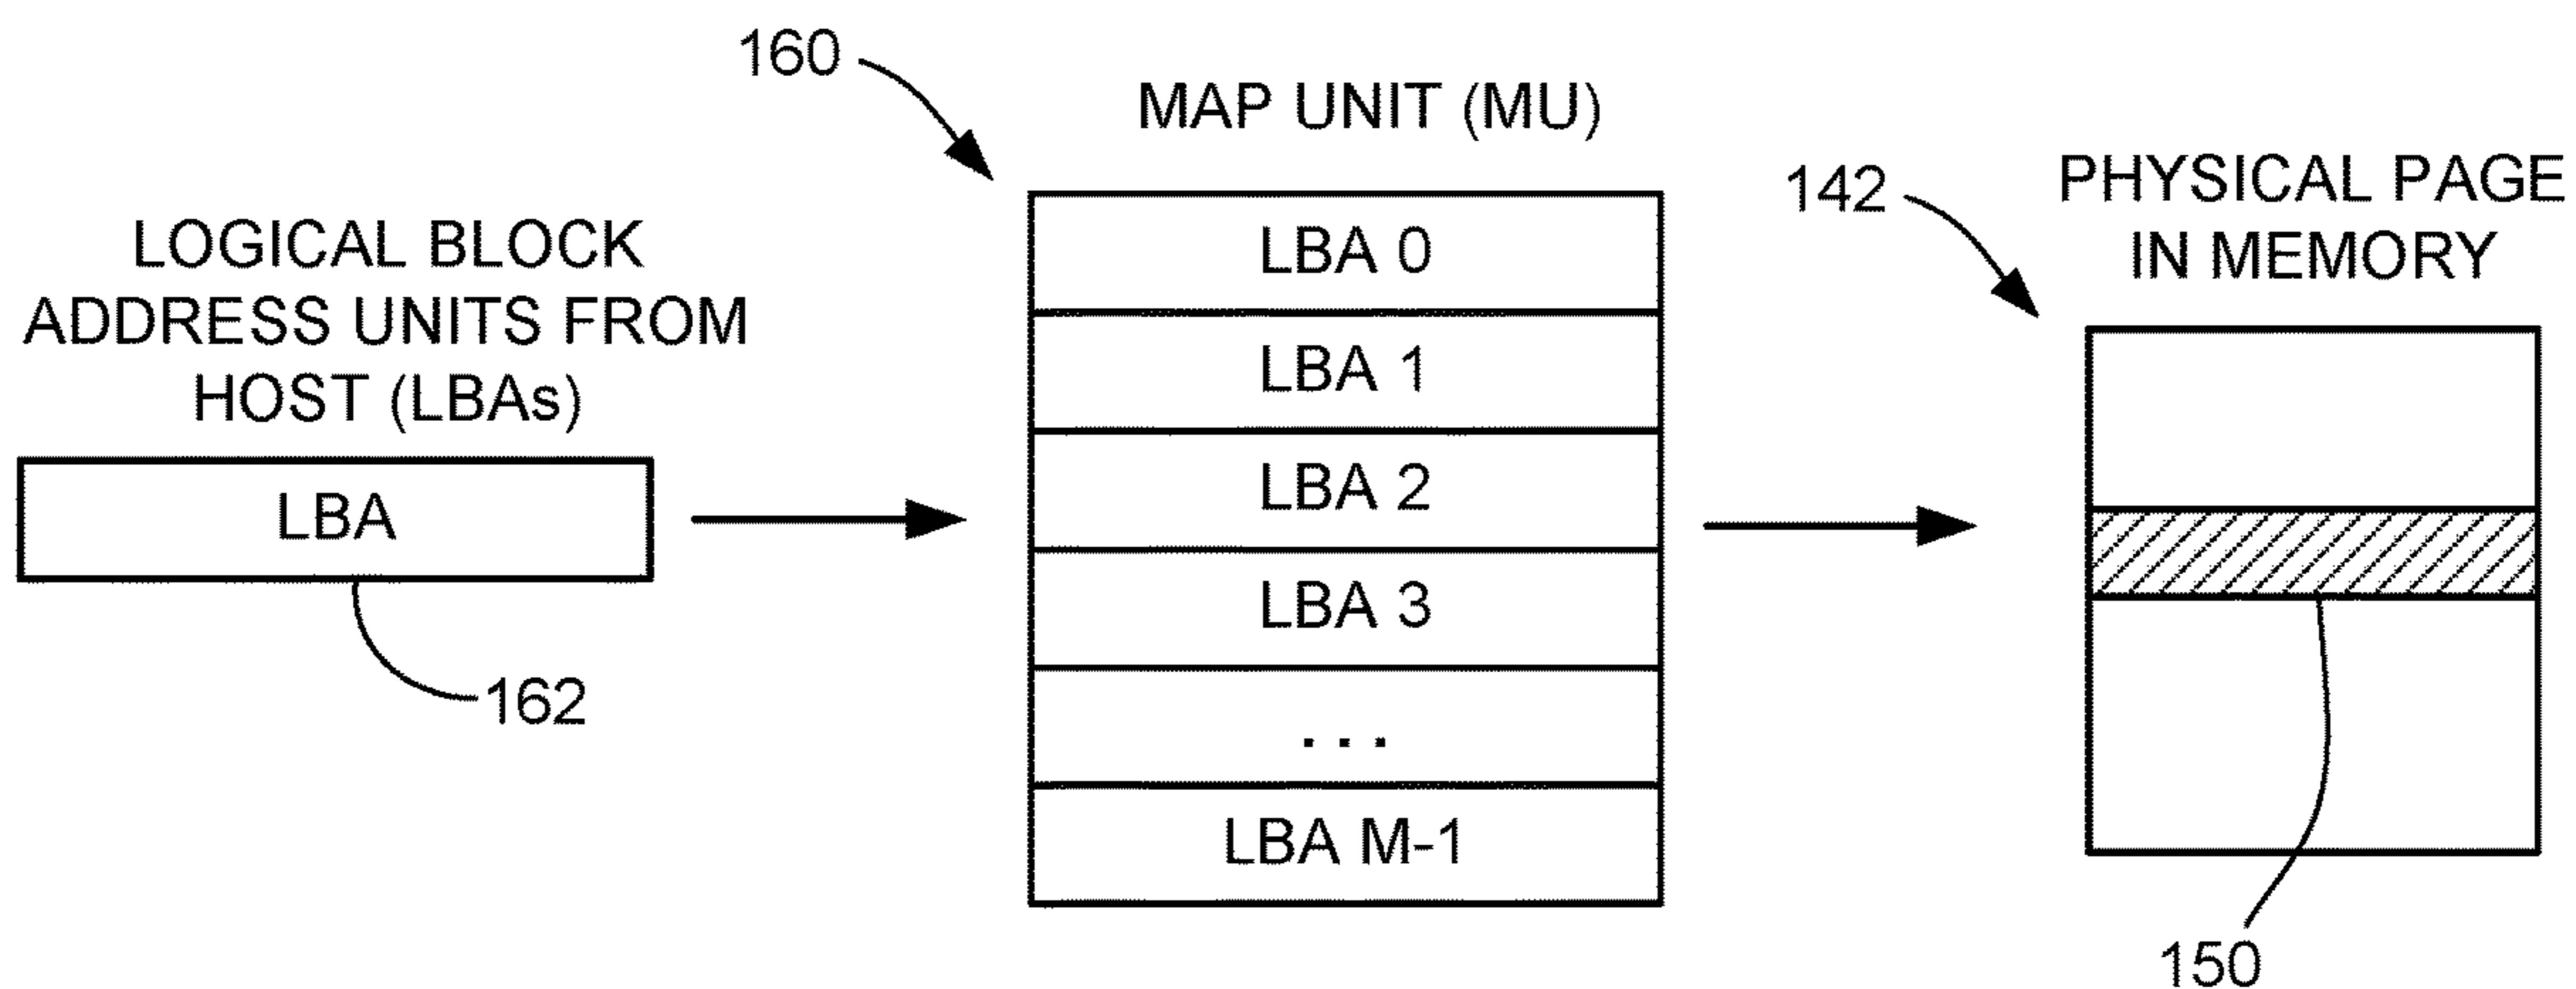 160
MAP UNIT (MU)
142
PHYSICAL PAGE
IN MEMORY
LOGICAL BLOCK
ADDRESS UNITS FROM
HOST (LBAs)
LBA
162
LBA 0
LBA 1
LBA 2
LBA 3
...
LBA M-1
150